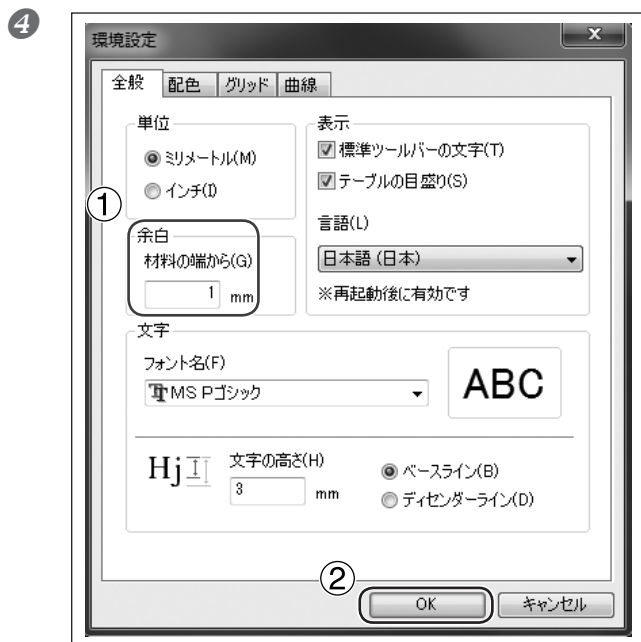 4
環境設定
全般 配色 グリッド 曲線
単位
ミリメートル(M)
インチ(I)
①
余白
材料の端から(G)
1 mm
表示
標準ツールバーの文字(T)
テーブルの目盛り(S)
言語(L)
日本語 (日本)
※再起動後に有効です
文字
フォント名(F)
MS Pゴシック
ABC
Hj
文字の高さ(H)
3 mm
ベースライン(B)
ディセンダーライン(D)
②
OK キャンセル